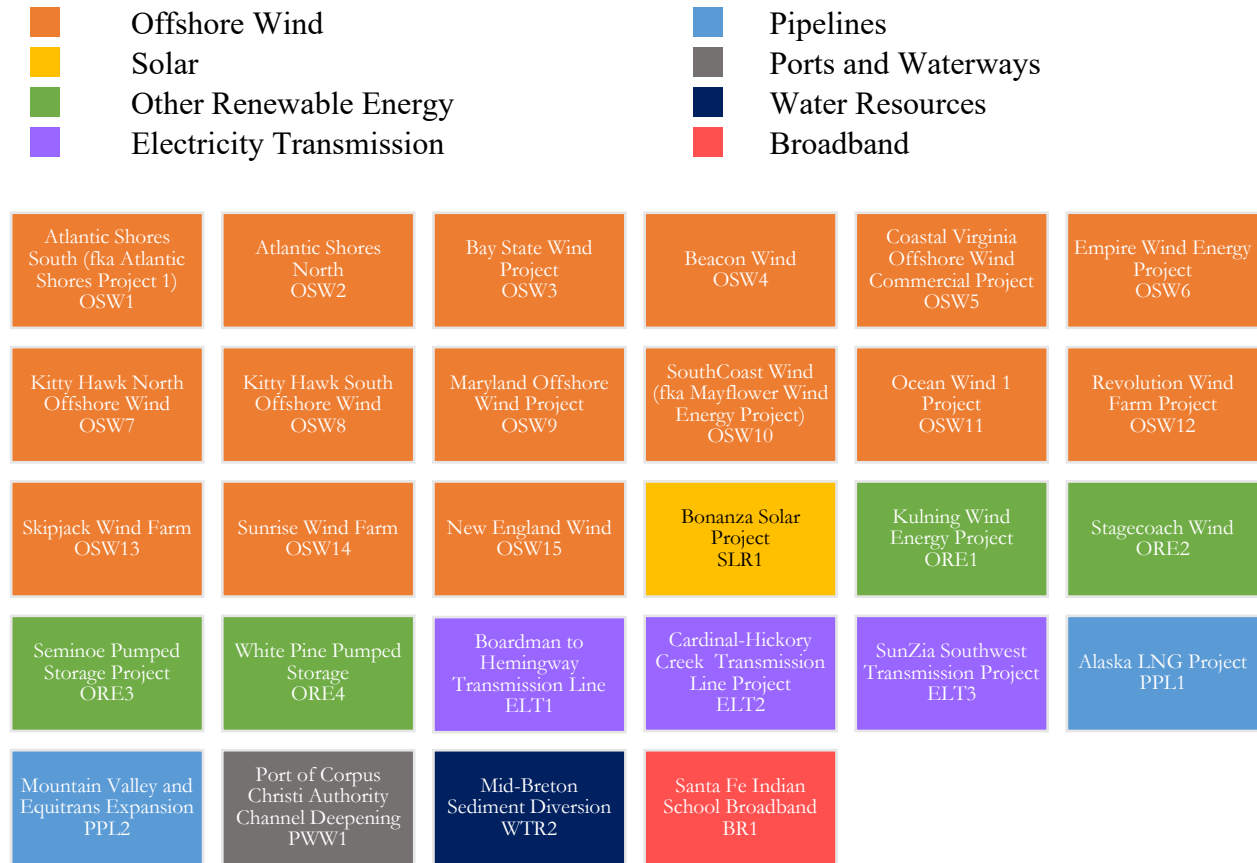 Offshore Wind
Solar
Other Renewable Energy
Electricity Transmission
Pipelines
Ports and Waterways
Water Resources
Broadband
Atlantic Shores
South (fka Atlantic
Shores Project 1)
OSW1
Atlantic Shores
North
OSW2
Bay State Wind
Project
OSW3
Beacon Wind
OSW4
Coastal Virginia
Offshore Wind
Commercial Project
OSW5
Empire Wind Energy
Project
OSW6
Kitty Hawk North
Offshore Wind
OSW7
Kitty Hawk South
Offshore Wind
OSW8
Maryland Offshore
Wind Project
OSW9
SouthCoast Wind
(fka Mayflower Wind
Energy Project)
OSW10
Ocean Wind 1
Project
OSW11
Revolution Wind
Farm Project
OSW12
Skipjack Wind Farm
OSW13
Sunrise Wind Farm
OSW14
New England Wind
OSW15
Bonanza Solar
Project
SLR1
Kulning Wind
Energy Project
ORE1
Stagecoach Wind
ORE2
Seminoe Pumped
Storage Project
ORE3
White Pine Pumped
Storage
ORE4
Boardman to
Hemingway
Transmission Line
ELT1
Cardinal-Hickory
Creek Transmission
Line Project
ELT2
SunZia Southwest
Transmission Project
ELT3
Alaska LNG Project
PPL1
Mountain Valley and
Equitrans Expansion
PPL2
Port of Corpus
Christi Authority
Channel Deepening
PWW1
Mid-Breton
Sediment Diversion
WTR2
Santa Fe Indian
School Broadband
BR1